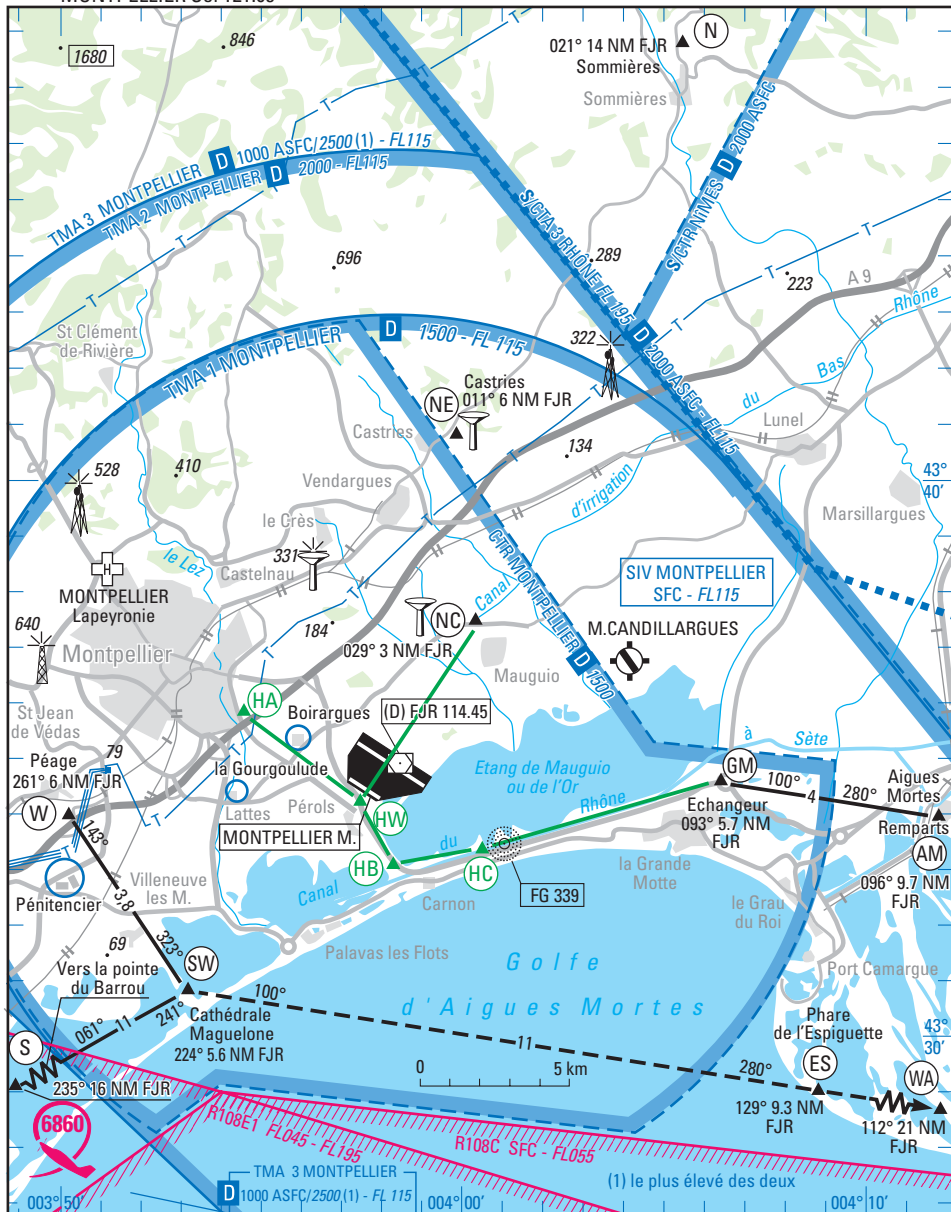 1680
846
N
021° 14 NM FJR
Sommières
Sommières
TMA 3 MONTPELLIER D 1000 ASFC/2500 (1) - FL115
TMA 2 MONTPELLIER D 2000 - FL115
S/CTR NîMES D 2000 ASFC
S/CTA 3 RHÔNE FL 195 D 2000 ASFC - FL115
696
289
223
A 9
Rhône
Bas
du
St Clément
de Rivière
TMA 1 MONTPELLIER D 1500 - FL 115
322
Castries
011° 6 NM FJR
NE
Castries
Lunel
134
528
410
Vendargues
43°
40'
le Crès
d'irrigation
Marsillargues
le Lez
331
Castelnau
H
CTR MONTPELLIER D 1500
SIV MONTPELLIER
SFC - FL115
MONTPELLIER
Lapeyronie
Canal
640
184
NC
029° 3 NM FJR
M.CANDILLARGUES
Montpellier
Mauguio
HA
(D) FJR 114.45
St Jean
de Védas
Boirargues
à
Sète
79
Péage
261° 6 NM FJR
la Gourgoulude
Etang de Mauguio
ou de l'Or
GM
100°
4
280°
Aigues
Mortes
W
Lattes
Pérols
Rhône
Echangeur
093° 5.7 NM
FJR
Remparts
143°
MONTPELLIER M.
HW
AM
HB
du
HC
096° 9.7 NM
FJR
Villeneuve
les M.
Canal
la Grande
Motte
Pénitencier
3.8
Carnon
FG 339
le Grau
du Roi
323°
69
Palavas les Flots
Vers la pointe
du Barrou
SW
Golfe
d'Aigues Mortes
Port Camargue
100°
061°
11
241°
Cathédrale
Maguelone
224° 5.6 NM FJR
Phare
de l'Espiguette
43°
30'
S
11
0
5 km
280°
ES
WA
235° 16 NM FJR
129° 9.3 NM
FJR
112° 21 NM
FJR
6860
R108E1 FL045 - FL195
R108C SFC - FL055
TMA 3 MONTPELLIER
D 1000 ASFC/2500 (1) - FL 115
(1) le plus élevé des deux
003° 50'
004° 00'
004° 10'